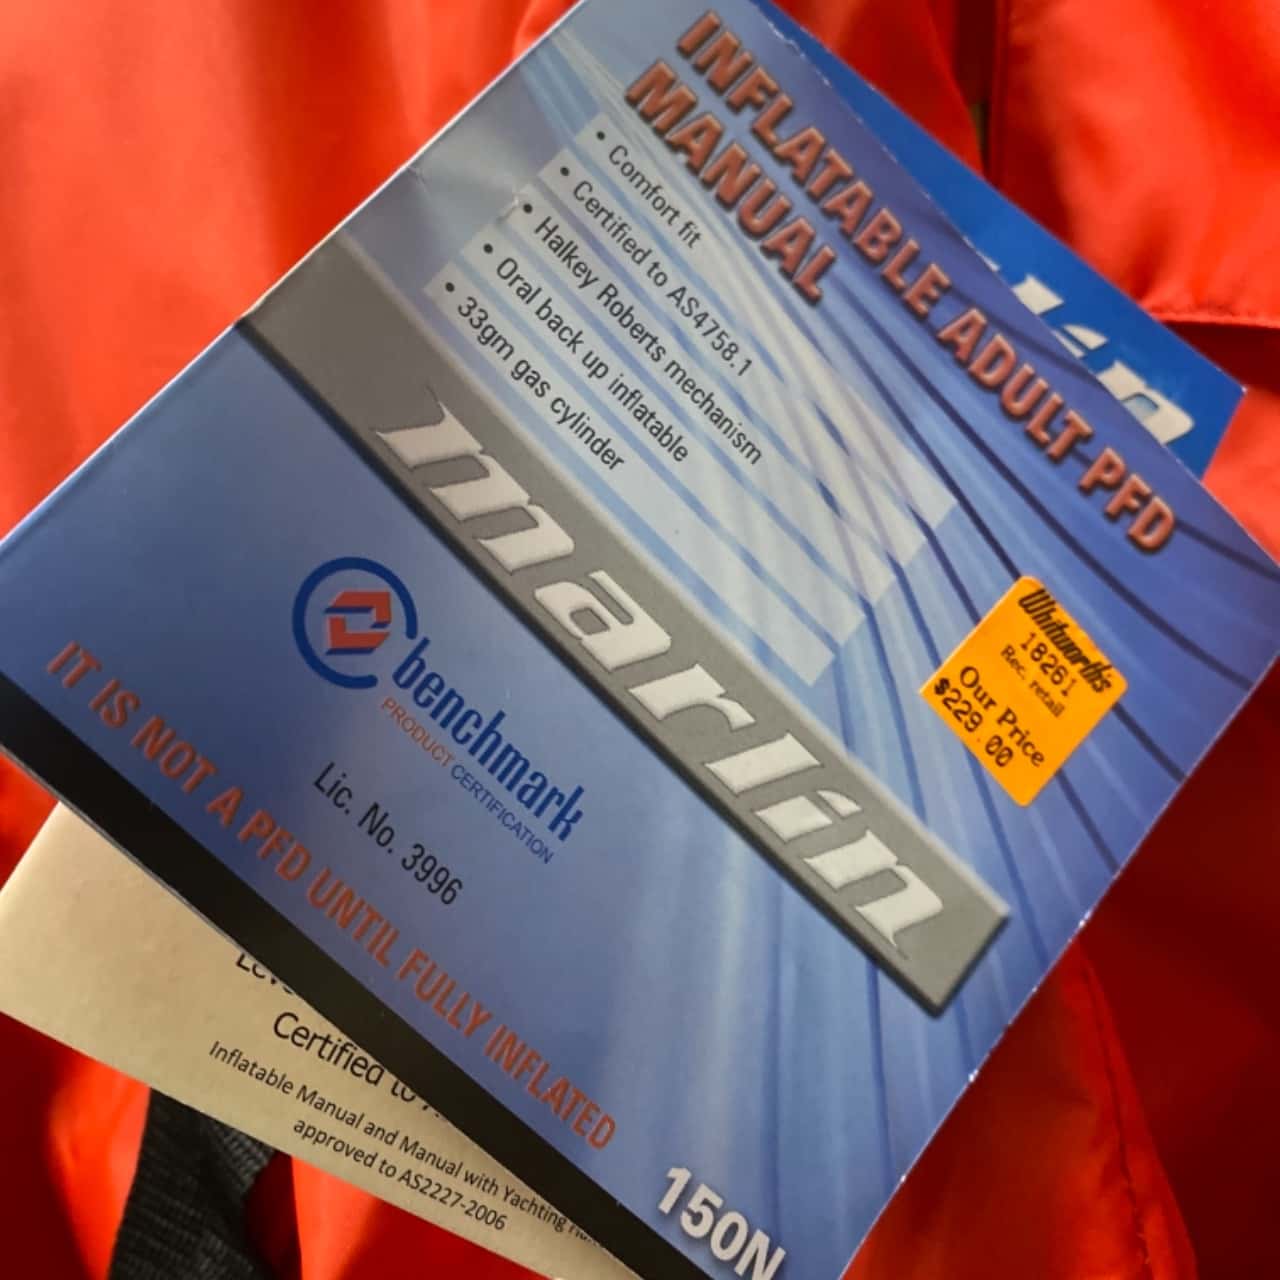 INFLATABLE ADULT PFD
MANUAL
• Comfort fit
• Certified to AS4758.1
• Halkey Roberts mechanism
• Oral back up inflatable
• 33gm gas cylinder
marlin
Whitworth's
18261
Rec. retail
Our Price
$229.00
benchmark
PRODUCT CERTIFICATION
Lic. No. 3996
IT IS NOT A PFD UNTIL FULLY INFLATED
150N
Certified to
Inflatable Manual and Manual with Yachting
approved to AS2227-2006